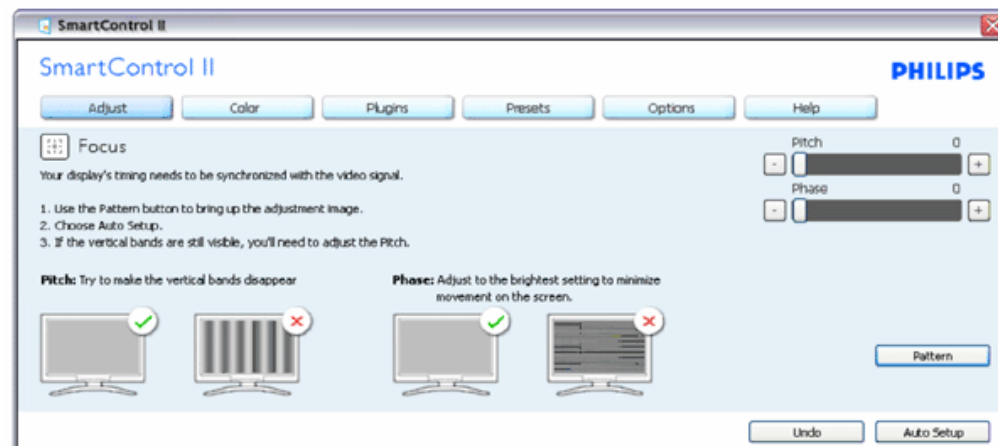 SmartControl II
SmartControl II
PHILIPS
Adjust Color Plugins Presets Options Help
Focus
Your display's timing needs to be synchronized with the video signal.
1. Use the Pattern button to bring up the adjustment image.
2. Choose Auto Setup.
3. If the vertical bands are still visible, you'll need to adjust the Pitch.
Pitch 0
- +
Phase 0
- +
Pitch: Try to make the vertical bands disappear
Phase: Adjust to the brightest setting to minimize
movement on the screen.
Pattern
Undo Auto Setup